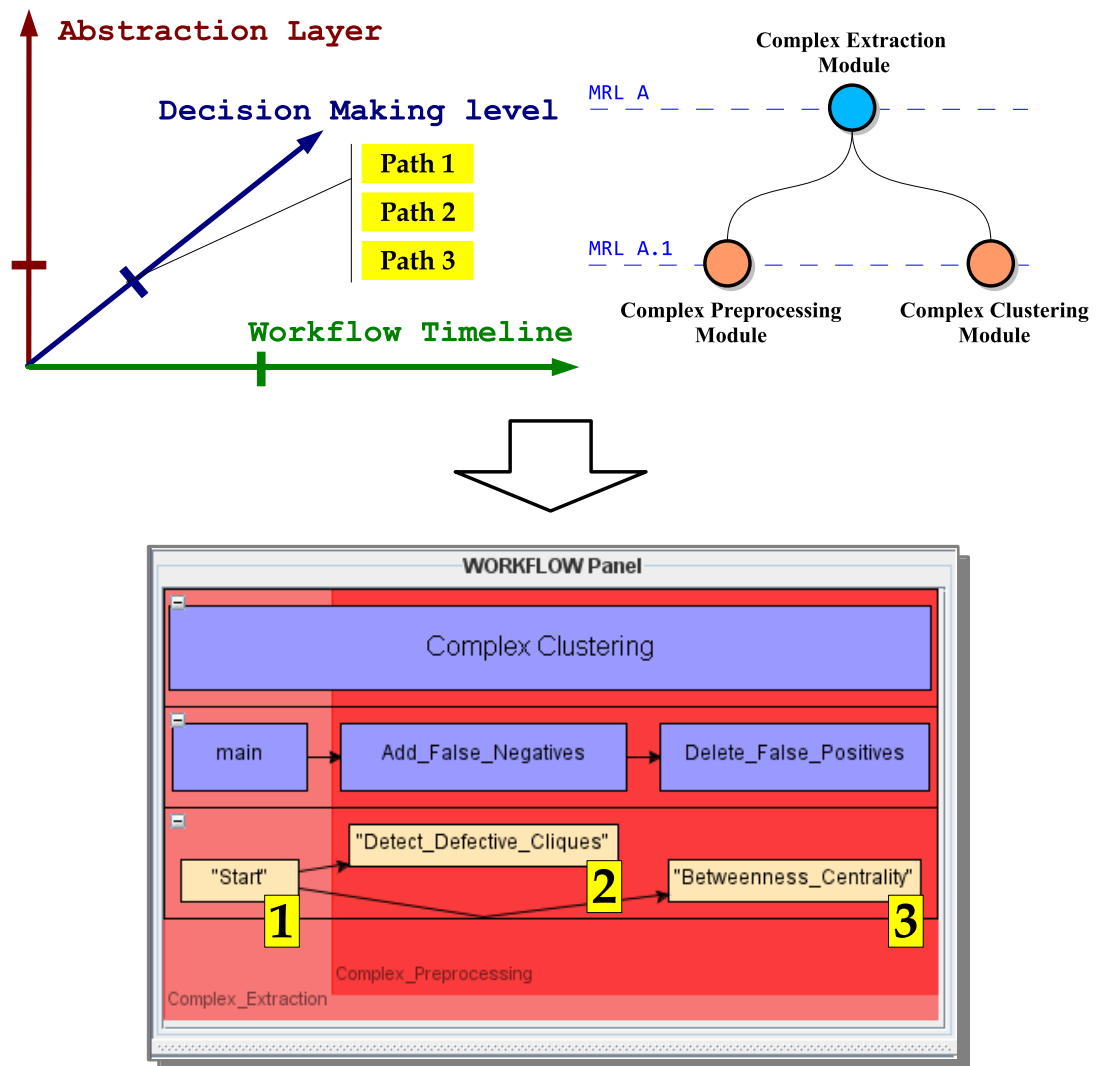 Abstraction Layer
Decision Making level
Path 1
Path 2
Path 3
Workflow Timeline
Complex Extraction
Module
MRL A
MRL A.1
Complex Preprocessing
Module
Complex Clustering
Module
WORKFLOW Panel
Complex Clustering
main
Add_False_Negatives
Delete_False_Positives
"Detect_Defective_Cliques"
"Start"
"Betweenness_Centrality"
1
2
3
Complex_Preprocessing
Complex_Extraction